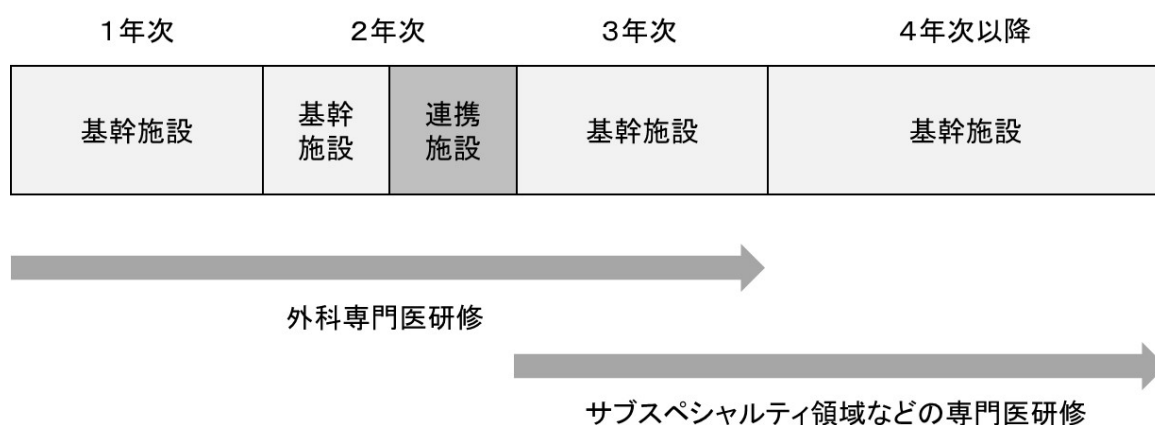 １年次
２年次
３年次
４年次以降
基幹施設
基幹
施設
連携
施設
基幹施設
基幹施設
外科専門医研修
サブスペシャルティ領域などの専門医研修